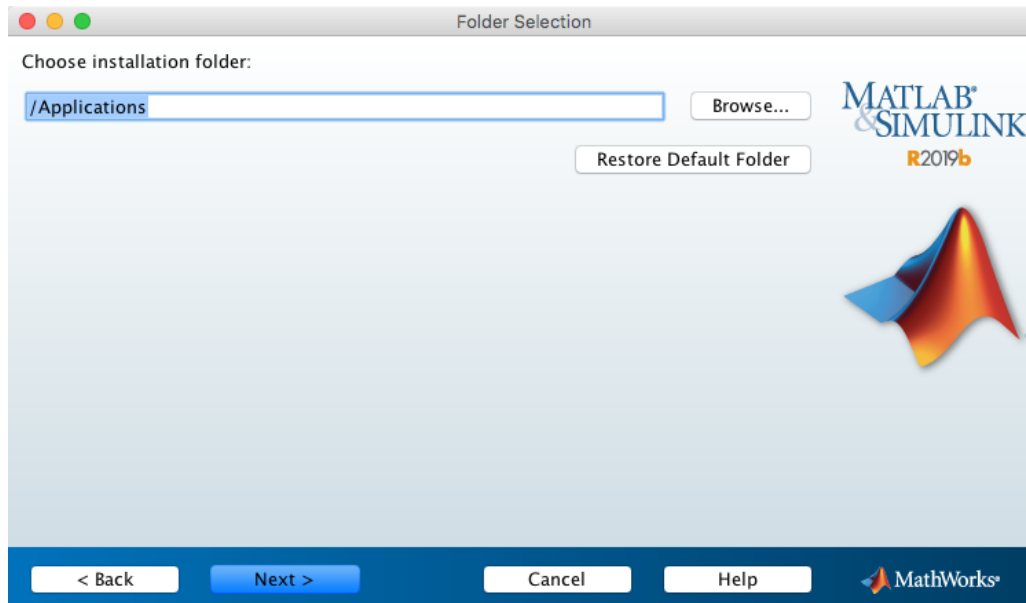 Folder Selection
Choose installation folder:
/Applications
Browse...
Restore Default Folder
MATLAB®
&SIMULINK
R2019b
< Back
Next >
Cancel
Help
MathWorks®